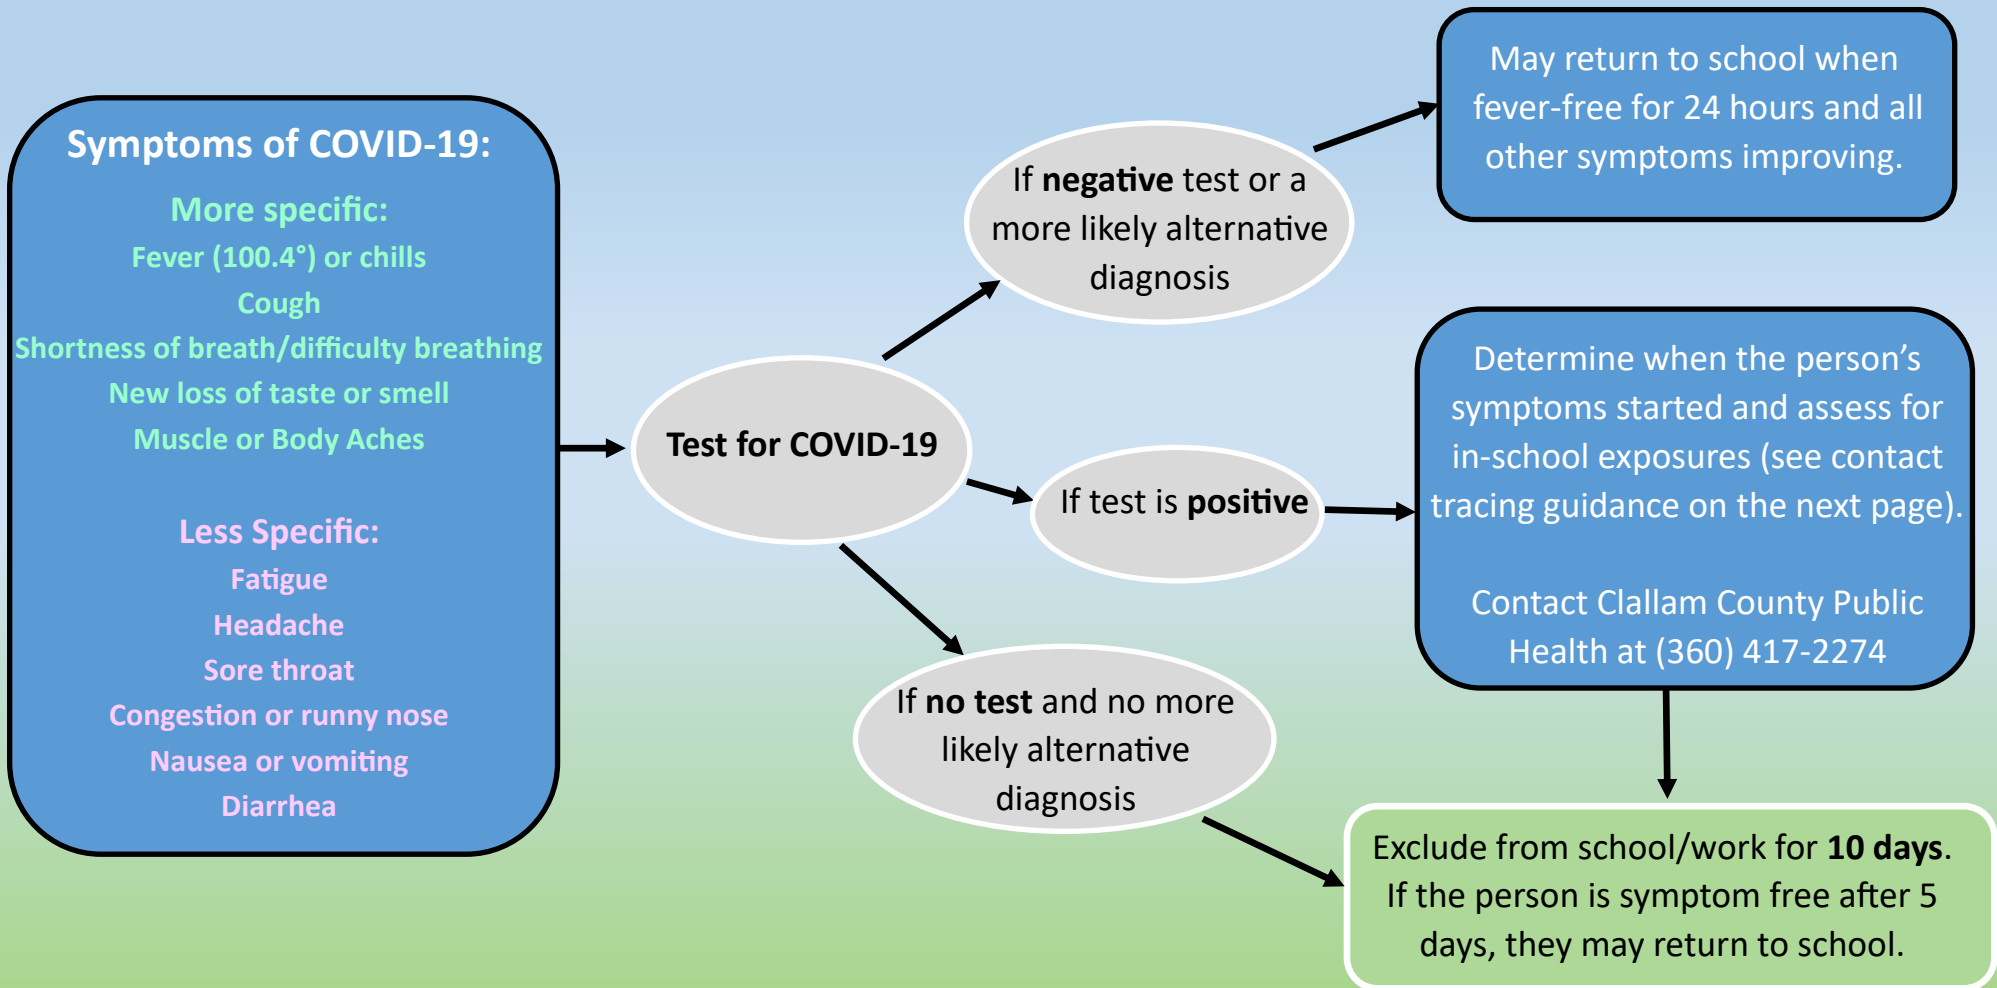 Symptoms of COVID-19:
More specific:
Fever (100.4°) or chills
Cough
Shortness of breath/difficulty breathing
New loss of taste or smell
Muscle or Body Aches
Less Specific:
Fatigue
Headache
Sore throat
Congestion or runny nose
Nausea or vomiting
Diarrhea
Test for COVID-19
If negative test or a
more likely alternative
diagnosis
May return to school when
fever-free for 24 hours and all
other symptoms improving.
If test is positive
Determine when the person’s
symptoms started and assess for
in-school exposures (see contact
tracing guidance on the next page).
Contact Clallam County Public
Health at (360) 417-2274
If no test and no more
likely alternative
diagnosis
Exclude from school/work for 10 days.
If the person is symptom free after 5
days, they may return to school.